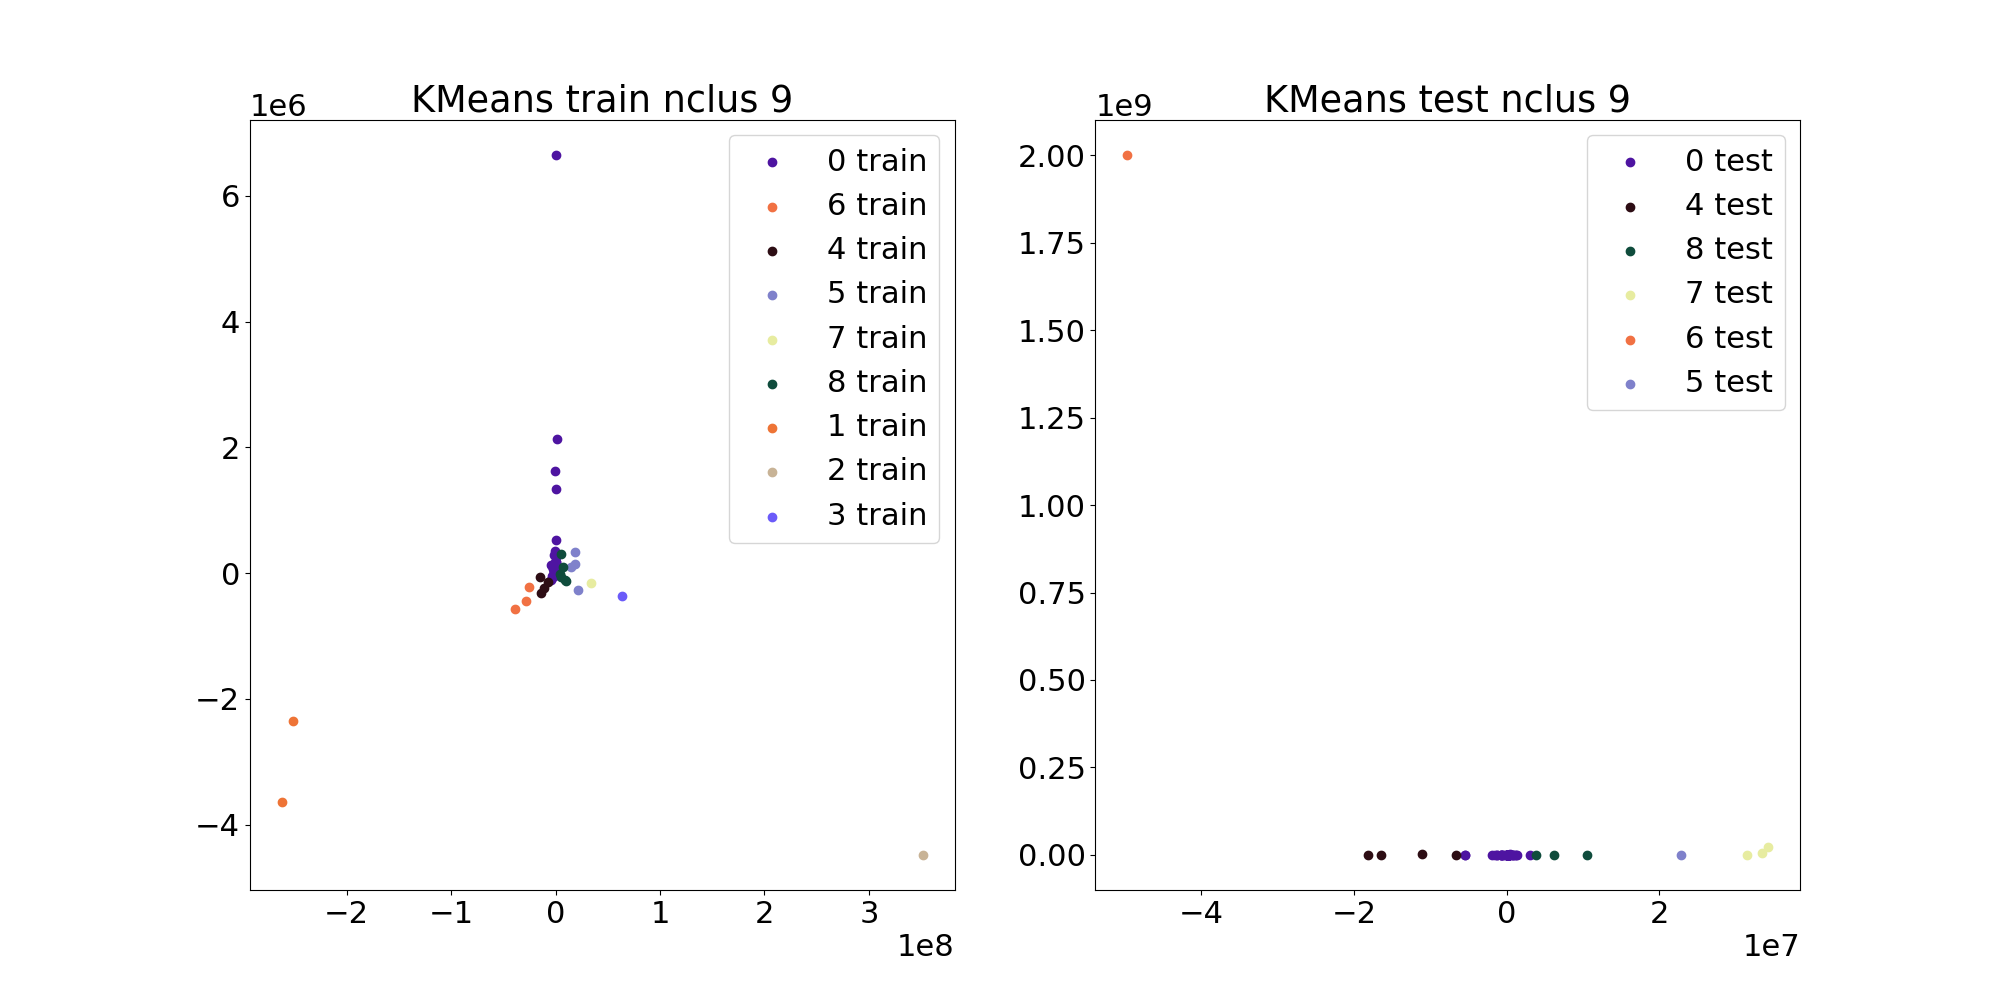 KMeans train nclus 9
1e6
6
4
2
0
−2
−4
−2
−1
0
1
2
3
1e8
0 train
6 train
4 train
5 train
7 train
8 train
1 train
2 train
3 train
KMeans test nclus 9
1e9
2.00
1.75
1.50
1.25
1.00
0.75
0.50
0.25
0.00
−4
−2
0
2
1e7
0 test
4 test
8 test
7 test
6 test
5 test